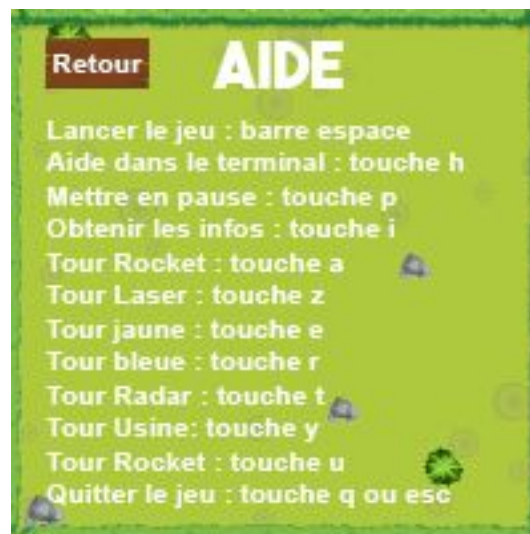 Retour
AIDE
Lancer le jeu : barre espace
Aide dans le terminal : touche h
Mettre en pause : touche p
Obtenir les infos : touche i
Tour Rocket : touche a
Tour Laser : touche z
Tour jaune : touche e
Tour bleue : touche r
Tour Radar : touche t
Tour Usine: touche y
Tour Rocket : touche u
Quitter le jeu : touche q ou esc